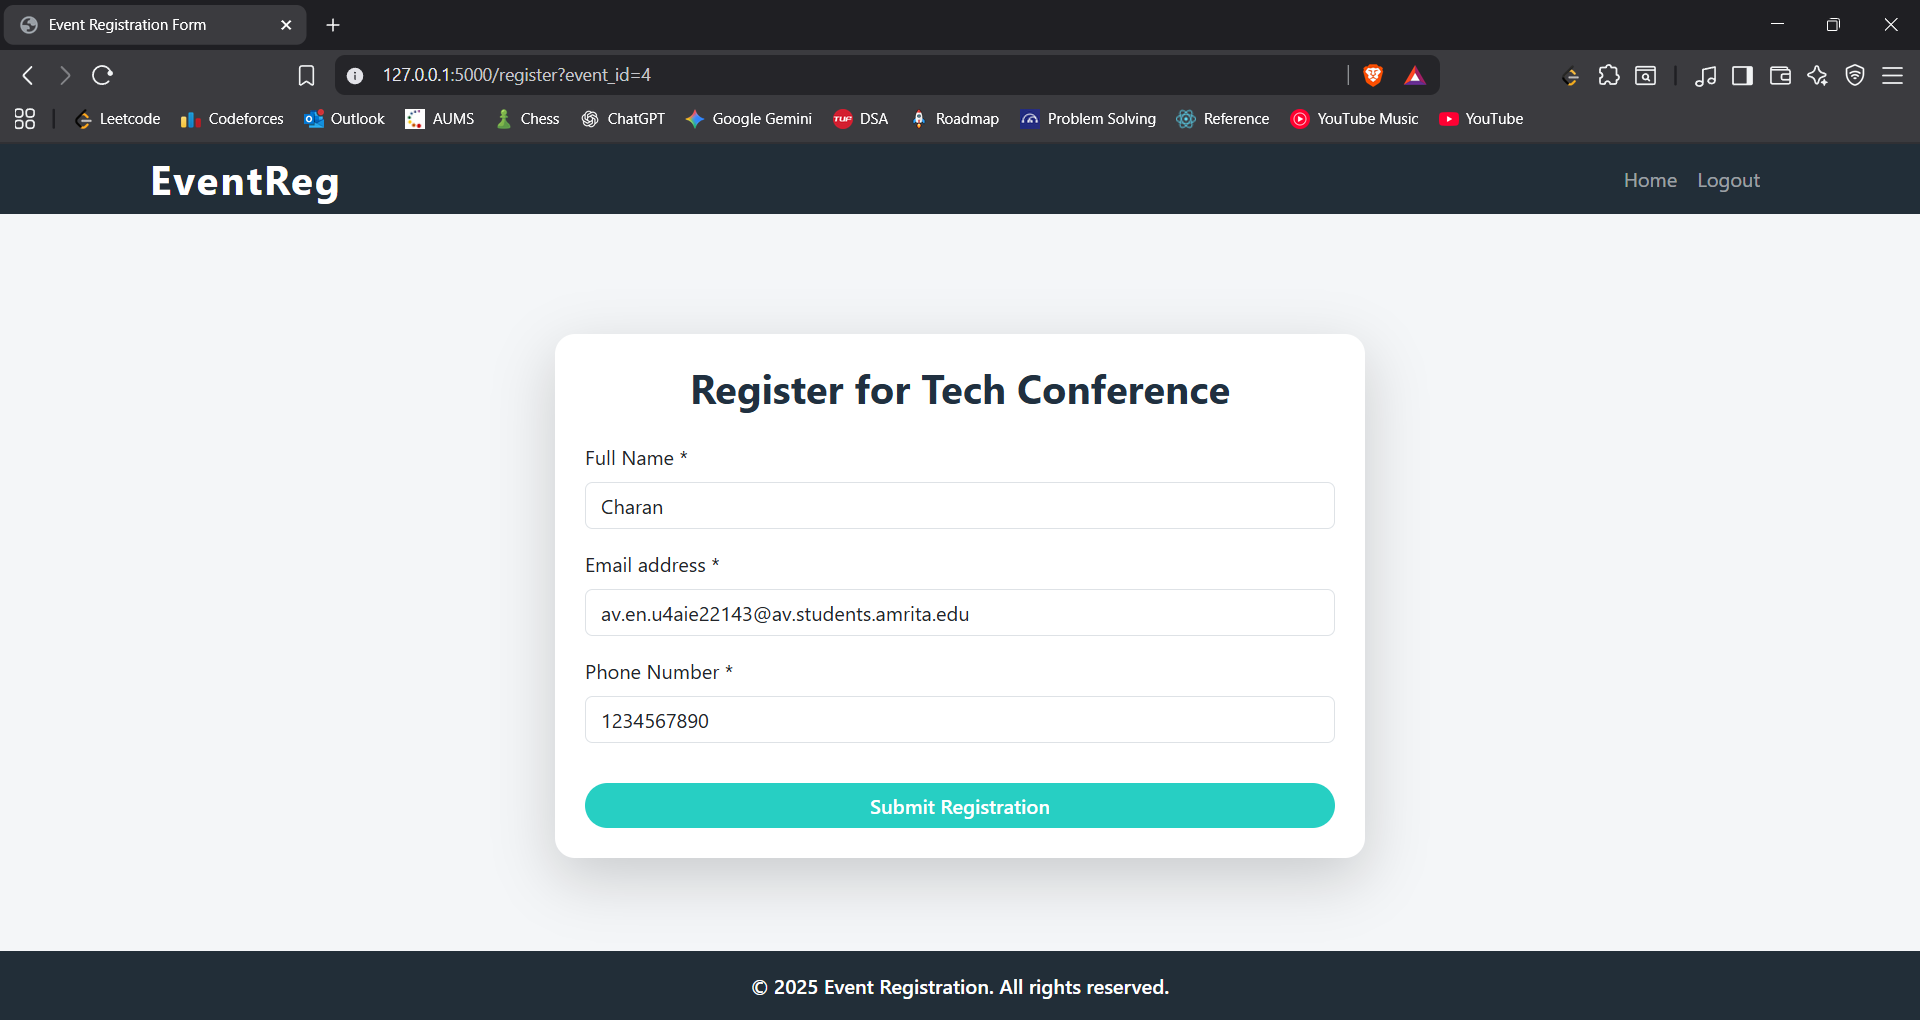 Event Registration Form
127.0.0.1:5000/register?event_id=4
Leetcode Codeforces Outlook AUMS Chess ChatGPT Google Gemini TUF DSA Roadmap Problem Solving Reference YouTube Music YouTube
EventReg Home Logout
Register for Tech Conference
Full Name *
Charan
Email address *
av.en.u4aie22143@av.students.amrita.edu
Phone Number *
1234567890
Submit Registration
© 2025 Event Registration. All rights reserved.